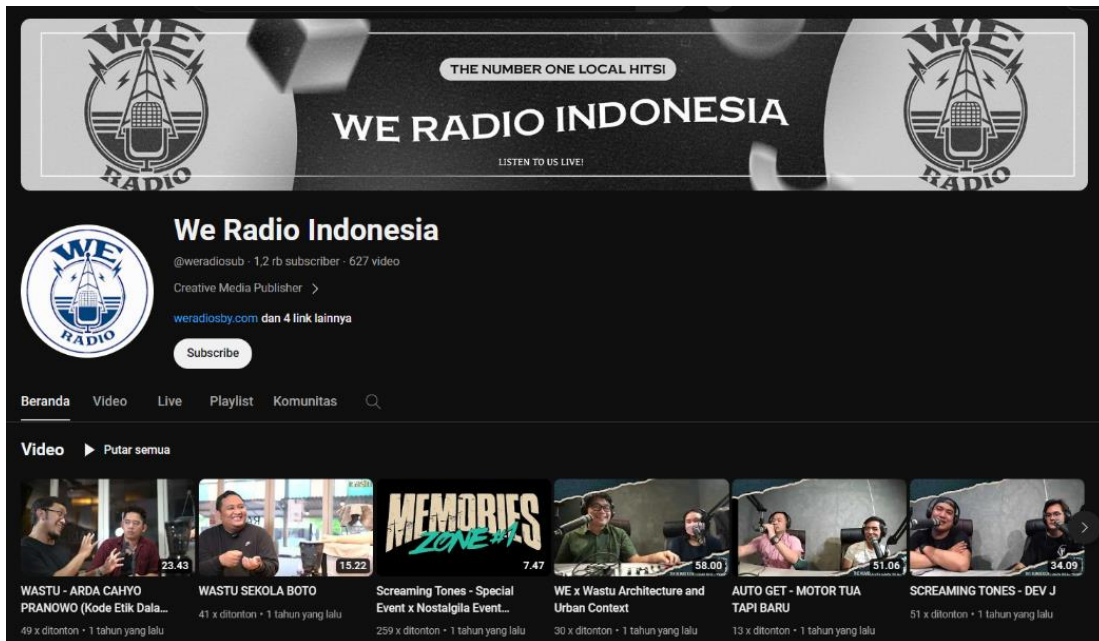 WE
RADIO
THE NUMBER ONE LOCAL HITS!
WE RADIO INDONESIA
LISTEN TO US LIVE!
WE
RADIO
WE
RADIO
We Radio Indonesia
@weradiosub · 1,2 rb subscriber · 627 video
Creative Media Publisher >
weradiosby.com dan 4 link lainnya
Subscribe
Beranda Video Live Playlist Komunitas
Video Putar semua
23.43
15.22
MEMORIES
ZONE #1
7.47
58.00
51.06
34.09
WASTU - ARDA CAHYO
PRANOWO (Kode Etik Dala...
49 x ditonton • 1 tahun yang lalu
WASTU SEKOLA BOTO
41 x ditonton • 1 tahun yang lalu
Screaming Tones - Special
Event x Nostalgila Event...
259 x ditonton • 1 tahun yang lalu
WE x Wastu Architecture and
Urban Context
30 x ditonton • 1 tahun yang lalu
AUTO GET - MOTOR TUA
TAPI BARU
13 x ditonton • 1 tahun yang lalu
SCREAMING TONES - DEV J
51 x ditonton • 1 tahun yang lalu